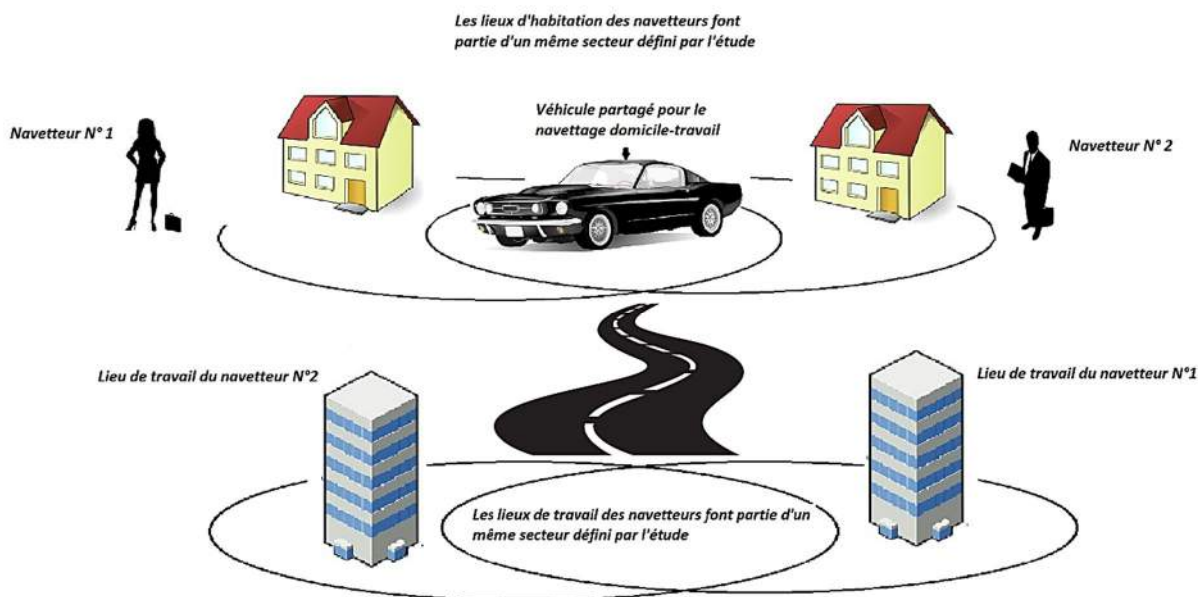 Les lieux d'habitation des navetteurs font
partie d'un même secteur défini par l'étude
Navetteur N° 1
Véhicule partagé pour le
navettage domicile-travail
Navetteur N° 2
Lieu de travail du navetteur N°2
Lieu de travail du navetteur N°1
Les lieux de travail des navetteurs font partie d'un
même secteur défini par l'étude